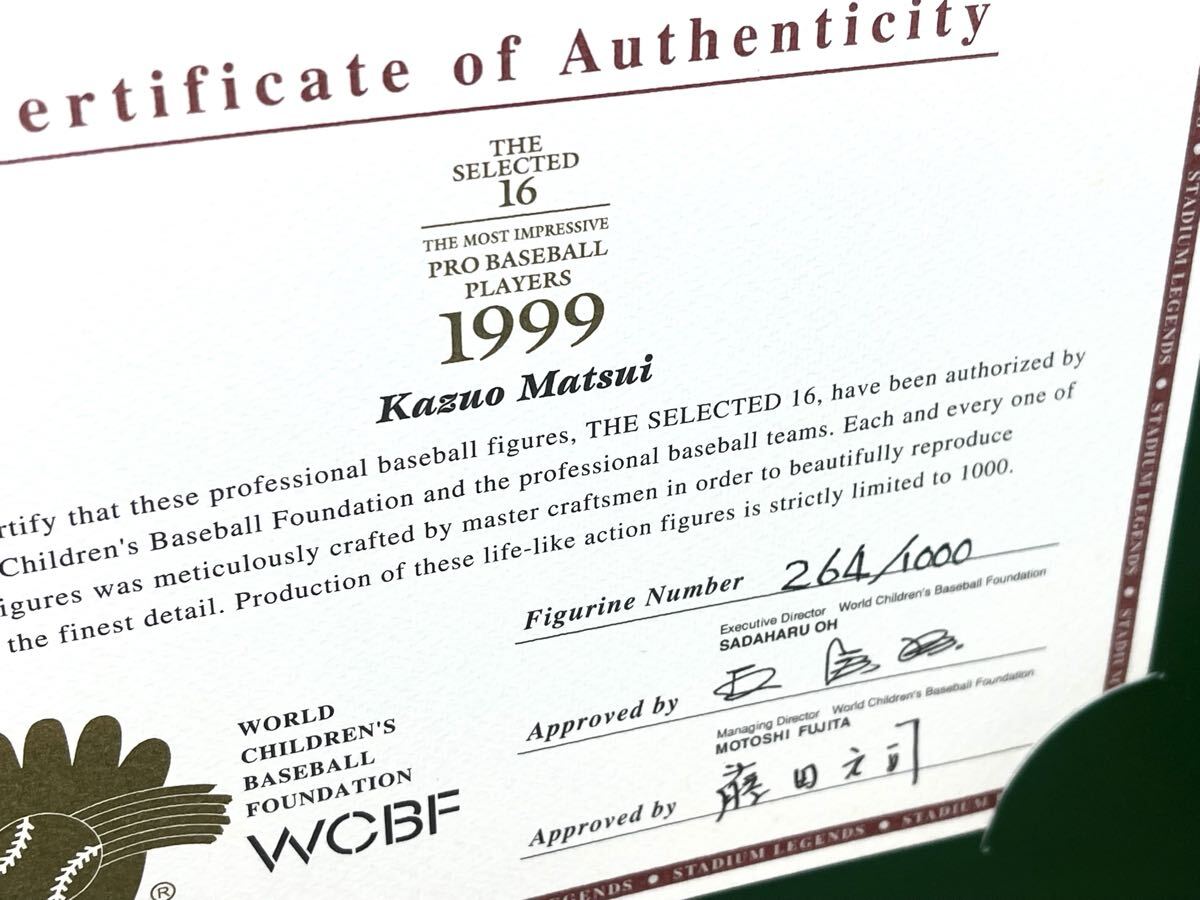 ertificate of Authenticity
THE
SELECTED
16
THE MOST IMPRESSIVE
PRO BASEBALL
PLAYERS
1999
Kazuo Matsui
rtify that these professional baseball figures, THE SELECTED 16, have been authorized by
Children's Baseball Foundation and the professional baseball teams. Each and every one of
igures was meticulously crafted by master craftsmen in order to beautifully reproduce
the finest detail. Production of these life-like action figures is strictly limited to 1000.
Figurine Number 264/1000
Executive Director World Children's Baseball Foundation
SADAHARU OH
Approved by
Managing Director World Children's Baseball Foundation
MOTOSHI FUJITA
Approved by 藤田元司
WORLD
CHILDREN'S
BASEBALL
FOUNDATION
WCBF
®
STADIUM LEGENDS • STADIUM LEGENDS • STADIUM
ENDS • STADIUM LEGENDS • STADIUM